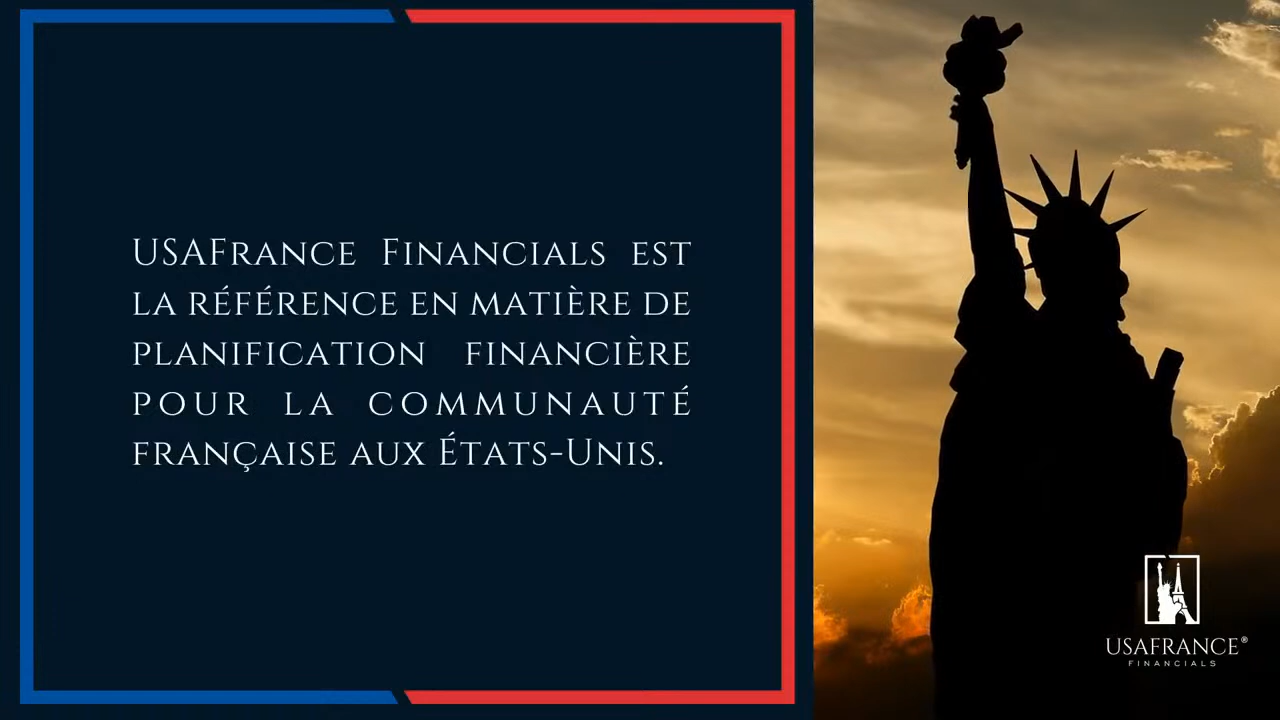 USAFrance Financials est
la référence en matière de
planification financière
pour la communauté
française aux États-Unis.
USAFRANCE®
FINANCIALS